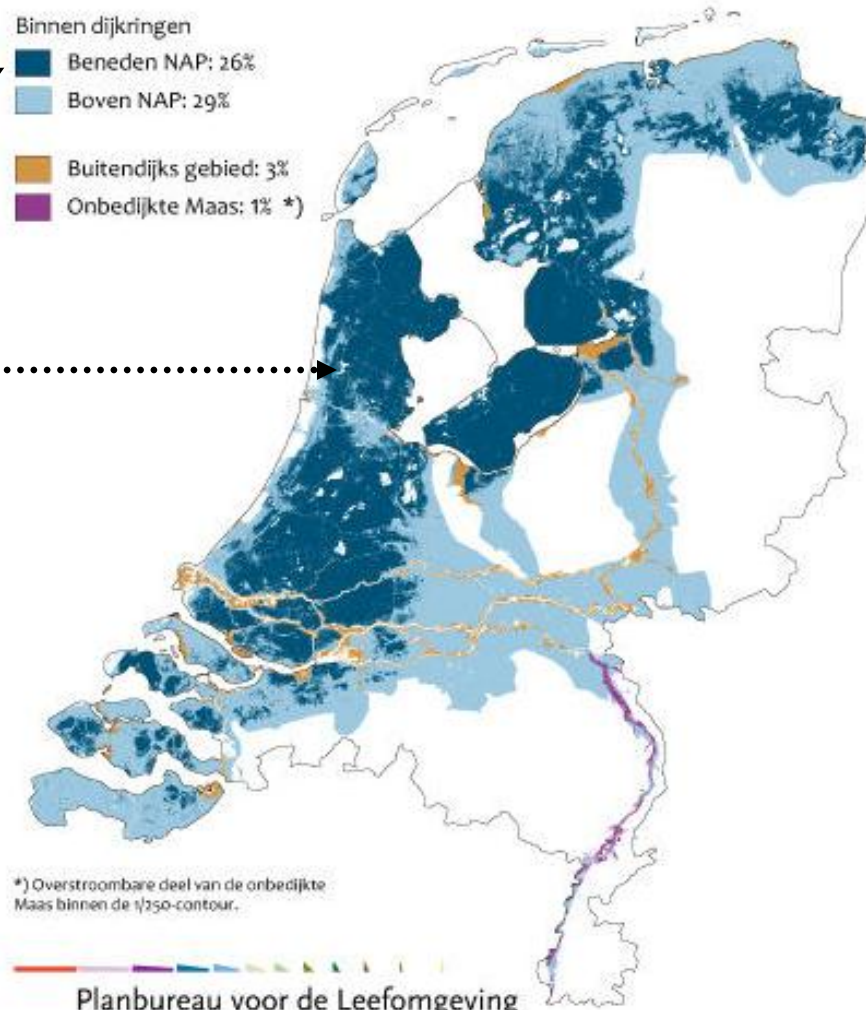 Binnen dijkringen
Beneden NAP: 26%
Boven NAP: 29%
Buitendijks gebied: 3%
Onbedijkte Maas: 1% *)
*) Overstroombare deel van de onbedijkte
Maas binnen de 1/250-contour.
Planbureau voor de Leefomgeving